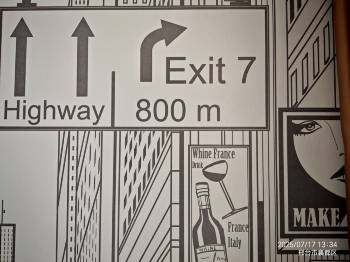 Exit 7
Highway
800 m
Whine France
Drink
France
Italy
MAKE
2025/07/17 13:34